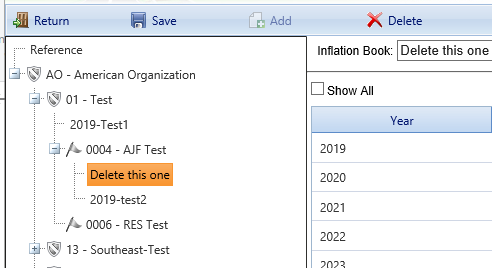 Return Save Add Delete
Reference
AO - American Organization
01 - Test
2019-Test1
0004 - AJF Test
Delete this one
2019-test2
0006 - RES Test
13 - Southeast-Test
Inflation Book: Delete this one
Show All
Year
2019
2020
2021
2022
2023